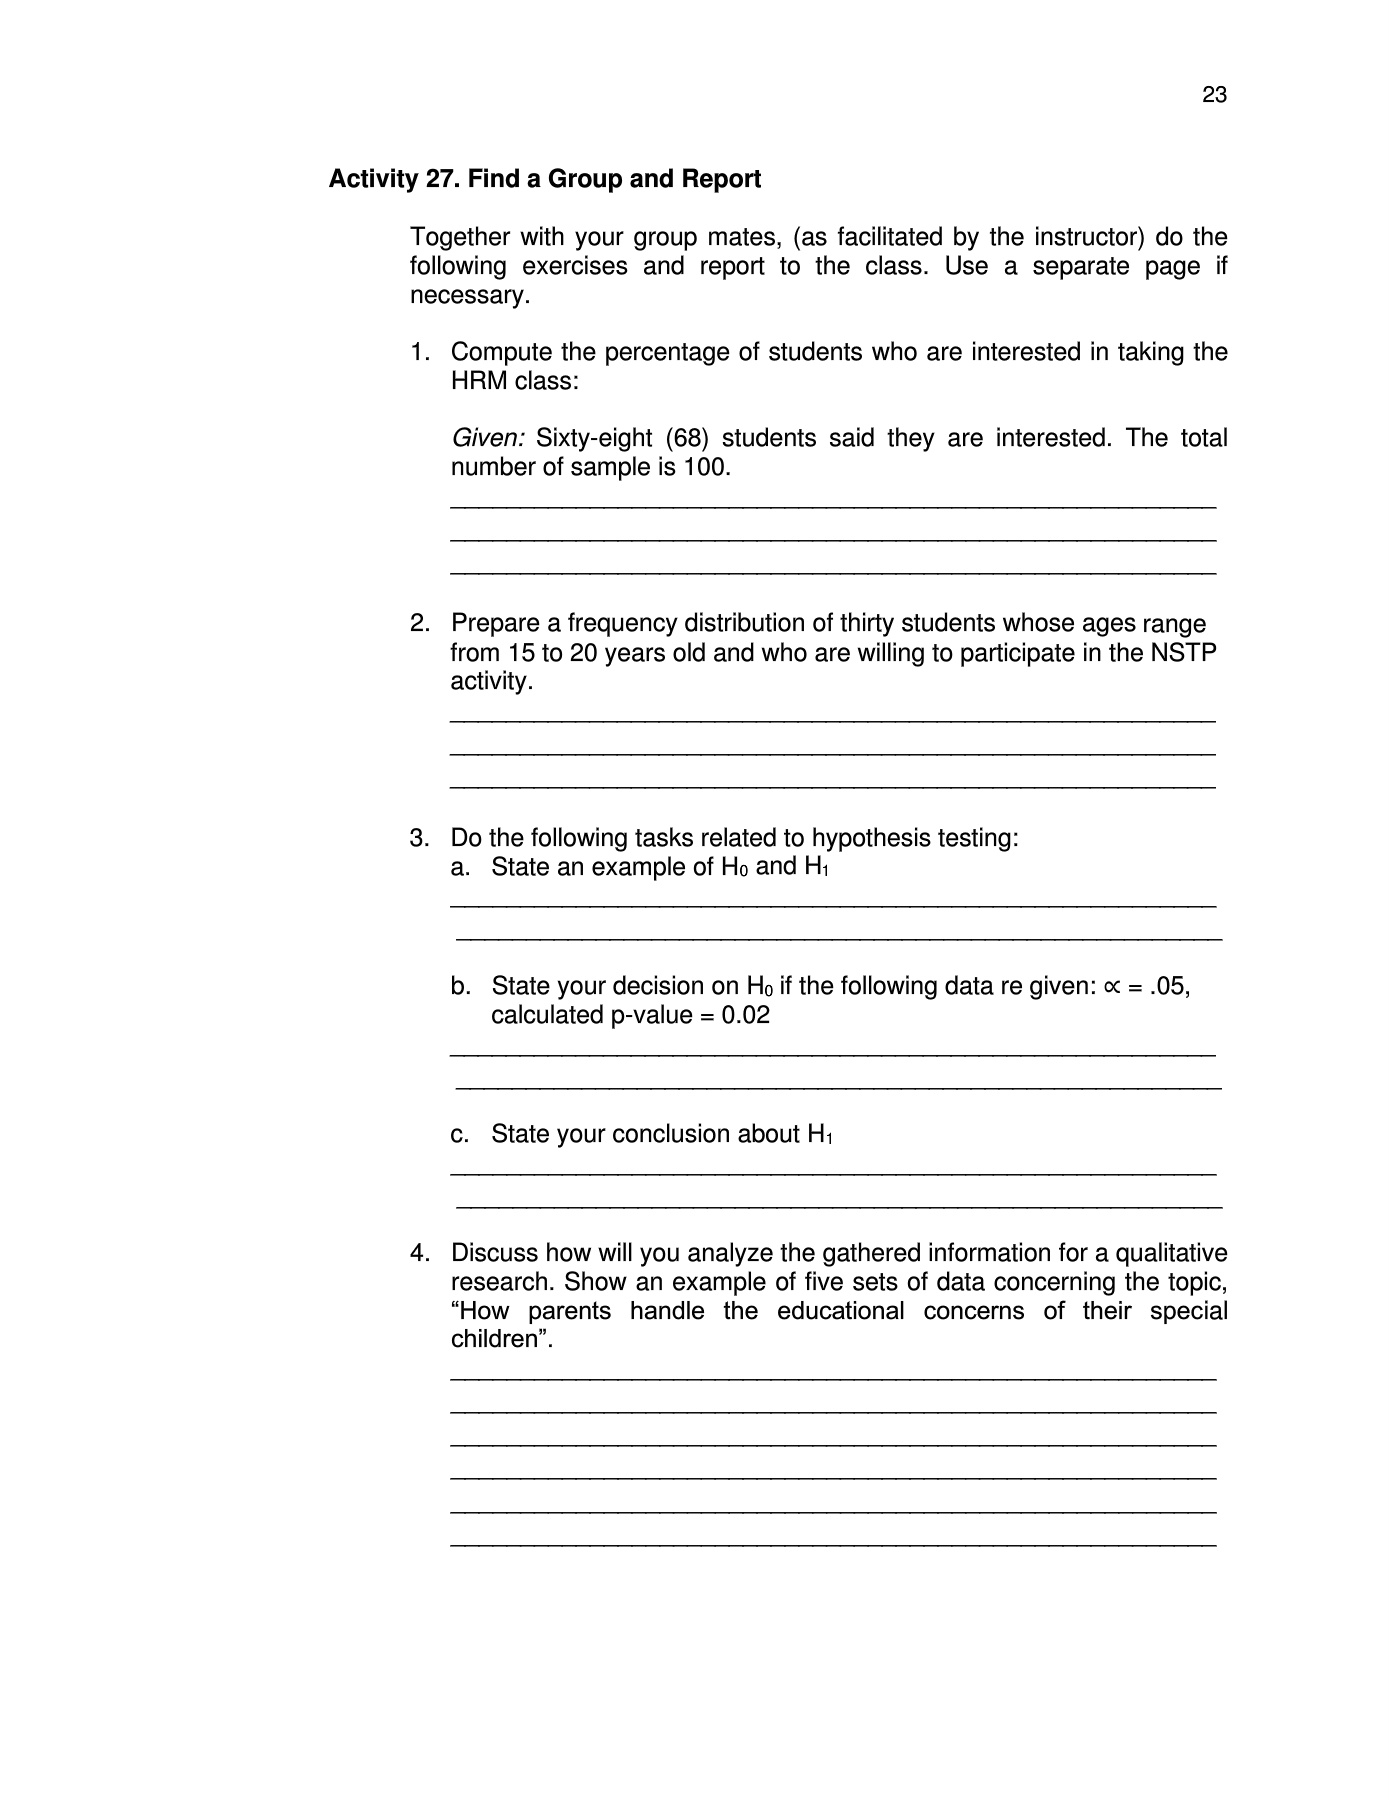 23
Activity 27. Find a Group and Report
Together with your group mates, (as facilitated by the instructor) do the
following exercises and report to the class. Use a separate page if
necessary.
1. Compute the percentage of students who are interested in taking the
HRM class:
Given: Sixty-eight (68) students said they are interested. The total
number of sample is 100.
2. Prepare a frequency distribution of thirty students whose ages range
from 15 to 20 years old and who are willing to participate in the NSTP
activity.
3. Do the following tasks related to hypothesis testing:
a. State an example of H₀ and H₁
b. State your decision on H₀ if the following data re given: ∝ = .05,
calculated p-value = 0.02
c. State your conclusion about H₁
4. Discuss how will you analyze the gathered information for a qualitative
research. Show an example of five sets of data concerning the topic,
“How parents handle the educational concerns of their special
children”.